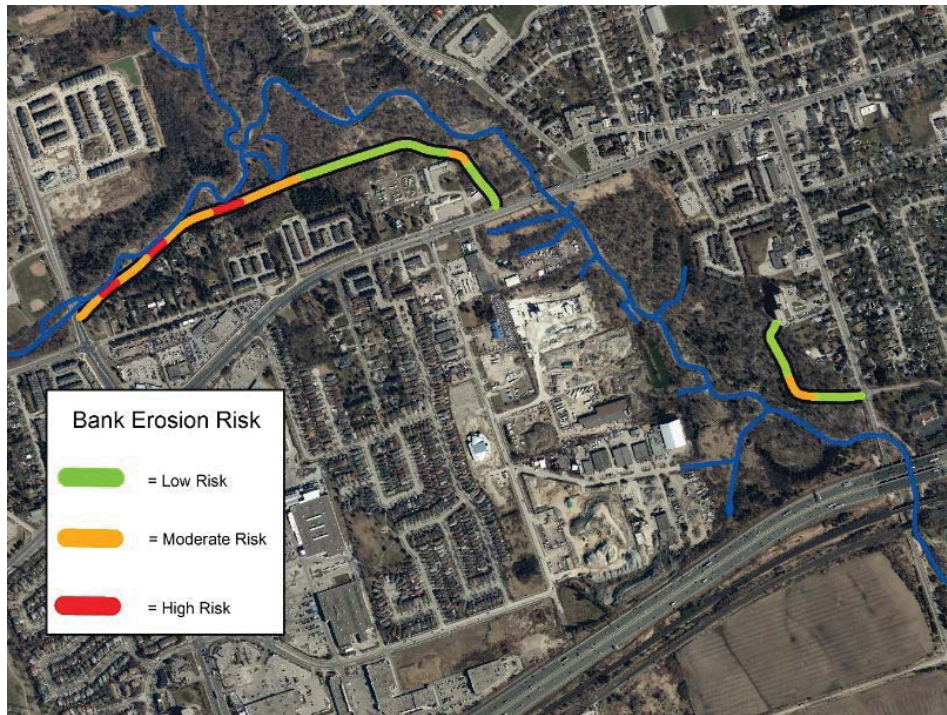 Bank Erosion Risk
= Low Risk
= Moderate Risk
= High Risk